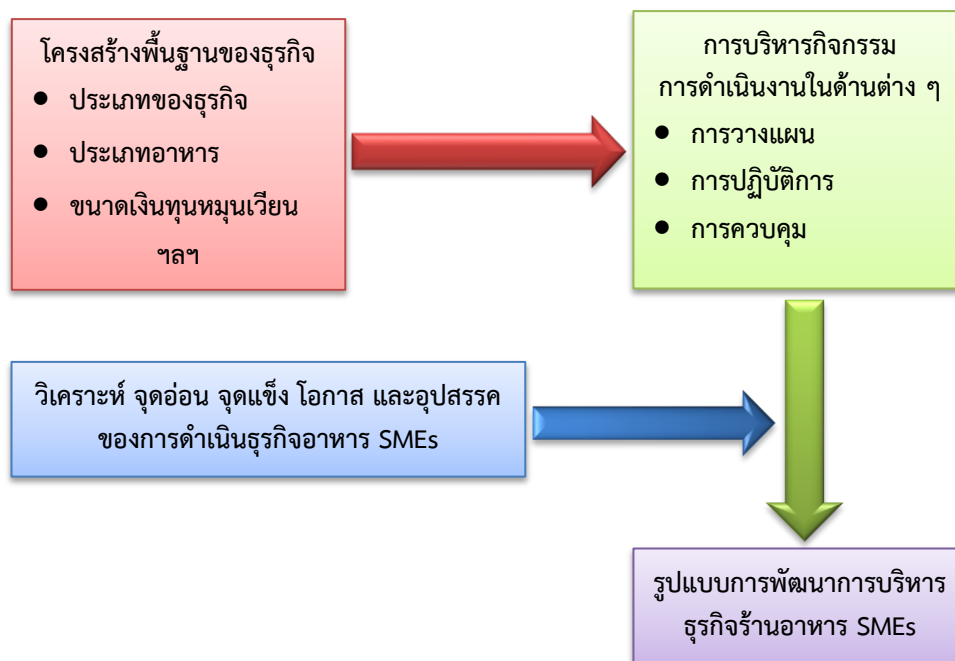 โครงสร้างพื้นฐานของธุรกิจ
● ประเภทของธุรกิจ
● ประเภทอาหาร
● ขนาดเงินทุนหมุนเวียน
ฯลฯ
การบริหารกิจกรรม
การดำเนินงานในด้านต่าง ๆ
● การวางแผน
● การปฏิบัติการ
● การควบคุม
วิเคราะห์ จุดอ่อน จุดแข็ง โอกาส และอุปสรรค
ของการดำเนินธุรกิจอาหาร SMEs
รูปแบบการพัฒนาการบริหาร
ธุรกิจร้านอาหาร SMEs